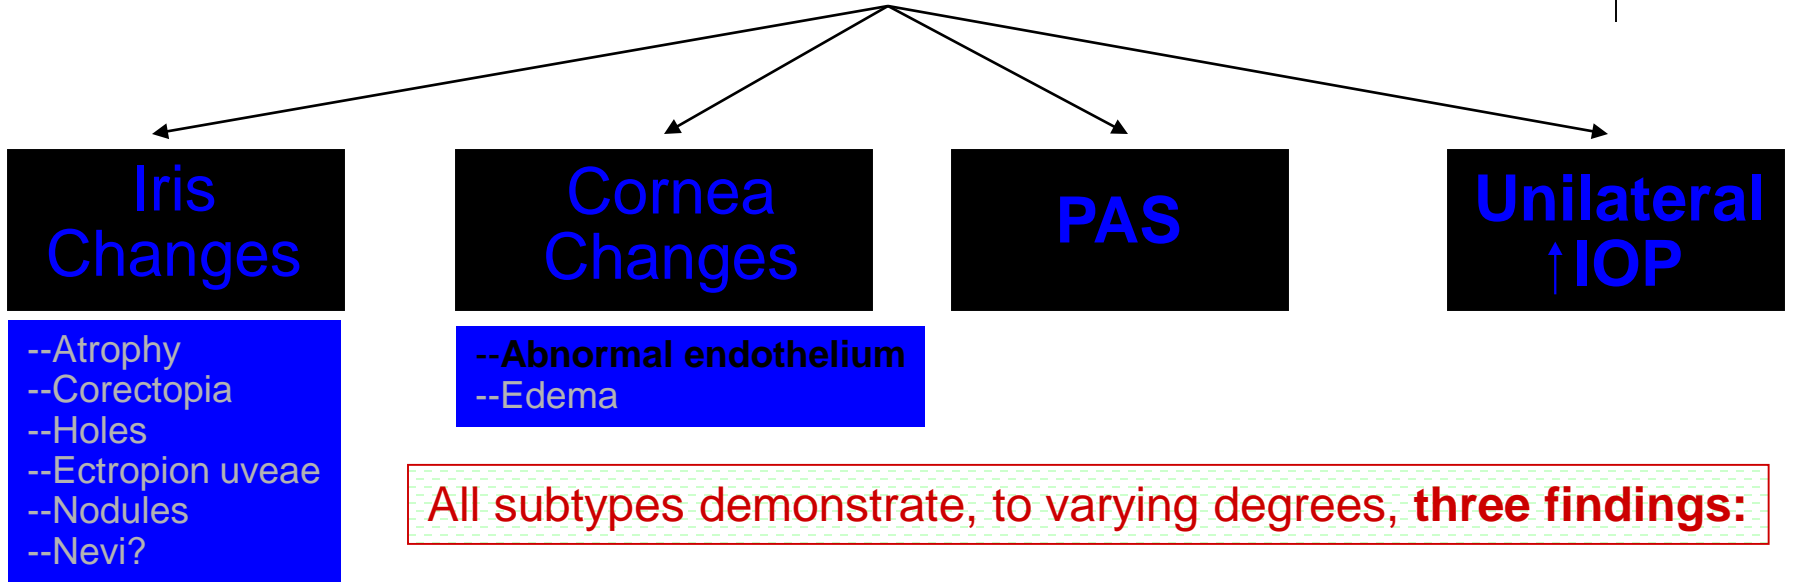 Iris
Changes
Cornea
Changes
PAS
Unilateral
↑IOP
--Atrophy
--Corectopia
--Holes
--Ectropion uveae
--Nodules
--Nevi?
--Abnormal endothelium
--Edema
All subtypes demonstrate, to varying degrees, three findings: